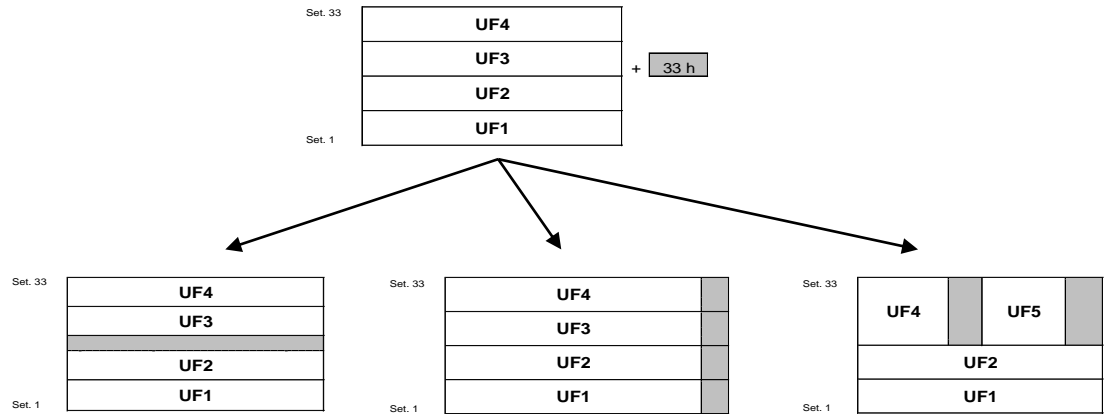 Set. 33
UF4
UF3
+ 33 h
UF2
UF1
Set. 1
Set. 33
UF4
UF3
UF2
UF1
Set. 1
Set. 33
UF4
UF3
UF2
UF1
Set. 1
Set. 33
UF4 UF5
UF2
UF1
Set. 1